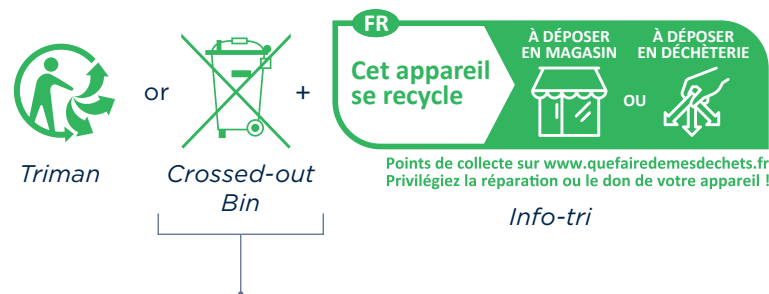 FR
À DÉPOSER
EN MAGASIN
À DÉPOSER
EN DÉCHÈTERIE
Cet appareil
se recycle
or
+
OU
Points de collecte sur www.quefairedemesdechets.fr
Privilégiez la réparation ou le don de votre appareil !
Triman
Crossed-out
Bin
Info-tri